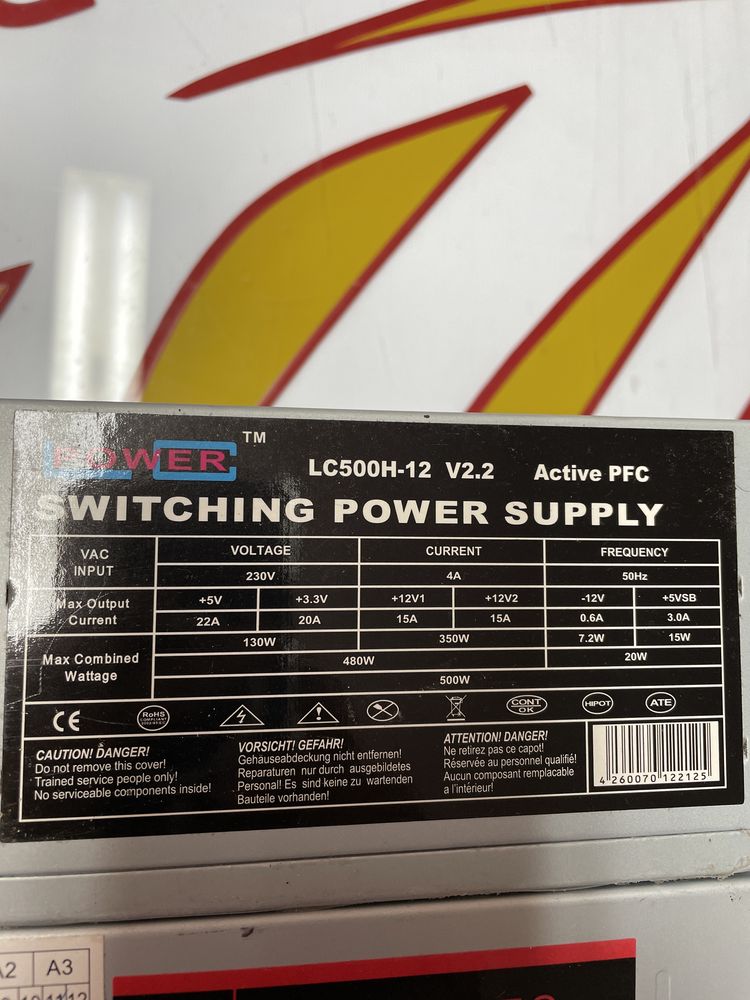 POWER TM
LC500H-12 V2.2 Active PFC
SWITCHING POWER SUPPLY
VAC INPUT VOLTAGE CURRENT FREQUENCY
230V 4A 50Hz
Max Output Current +5V +3.3V +12V1 +12V2 -12V +5VSB
22A 20A 15A 15A 0.6A 3.0A
Max Combined Wattage 130W 350W 7.2W 15W
480W 20W
500W
CE RoHS COMPLIANT CONT OK HIPOT ATE
CAUTION! DANGER!
Do not remove this cover!
Trained service people only!
No serviceable components inside!
VORSICHT! GEFAHR!
Gehäuseabdeckung nicht entfernen!
Reparaturen nur durch ausgebildetes
Personal! Es sind keine zu wartenden
Bauteile vorhanden!
ATTENTION! DANGER!
Ne retirez pas ce capot!
Réservé au personnel qualifié!
Aucun composant remplacable
a l'intérieur!
4 260070 122125
A3